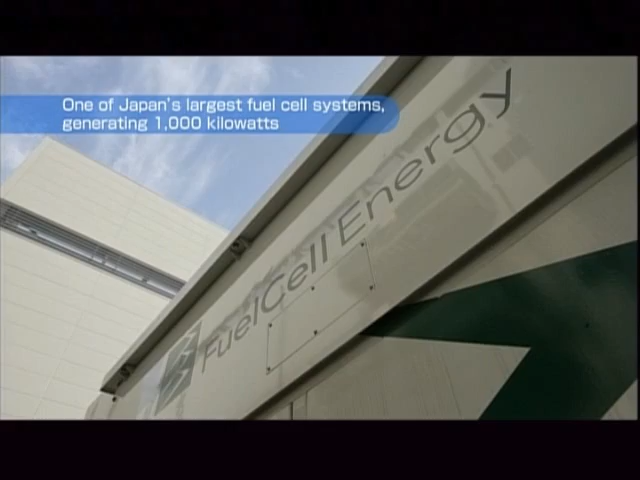 One of Japan's largest fuel cell systems,
generating 1,000 kilowatts
FuelCell Energy